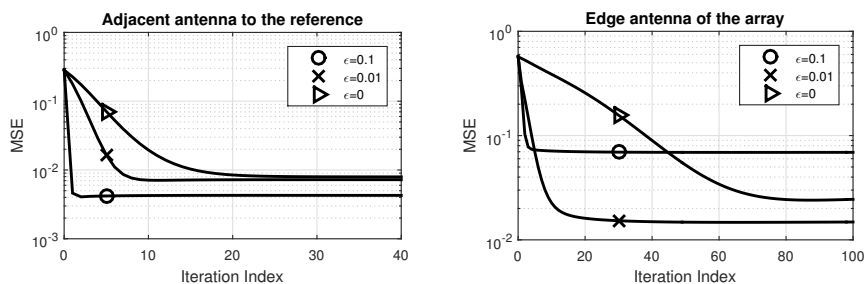 Adjacent antenna to the reference
10^0
10^-1
10^-2
10^-3
MSE
0 10 20 30 40
Iteration Index
ϵ=0.1
ϵ=0.01
ϵ=0
Edge antenna of the array
10^0
10^-1
10^-2
MSE
0 20 40 60 80 100
Iteration Index
ϵ=0.1
ϵ=0.01
ϵ=0